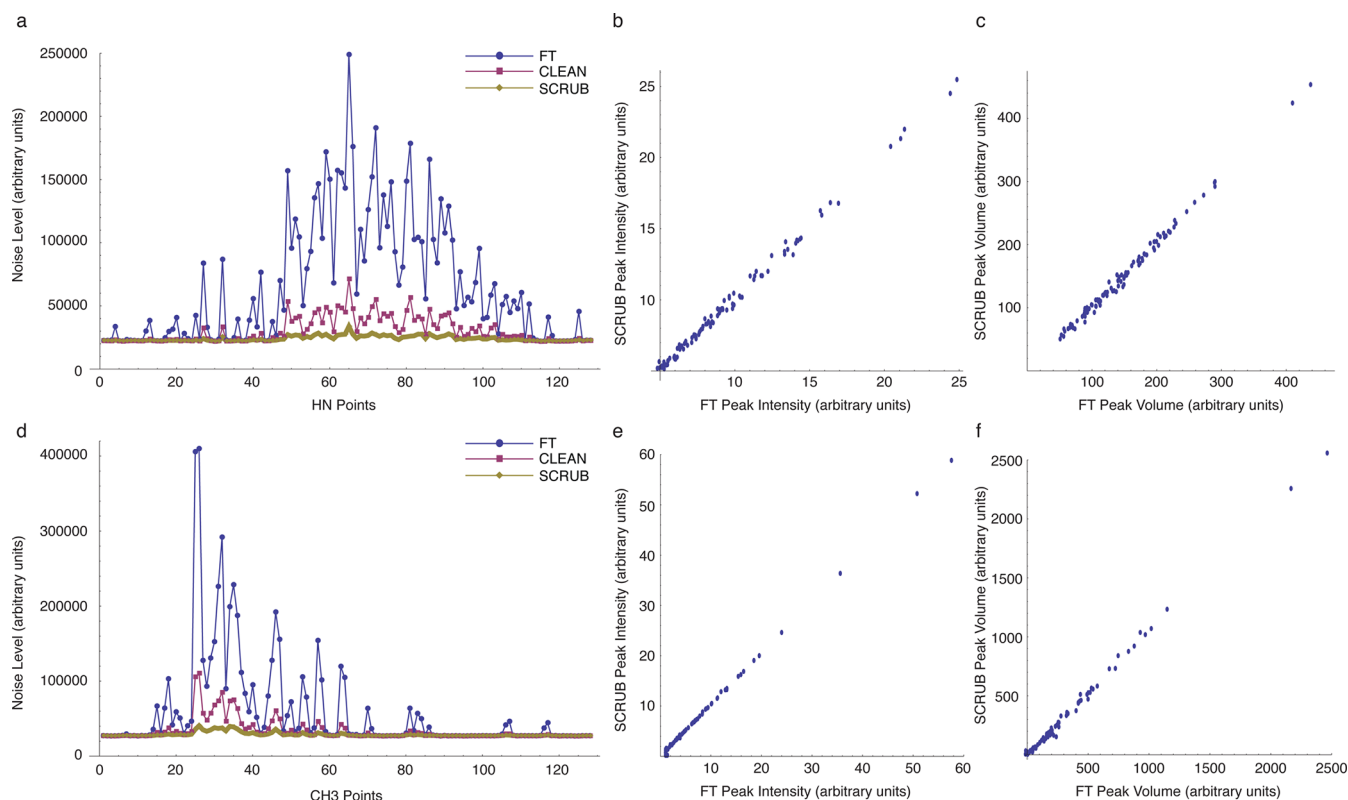 a
250000
200000
150000
100000
50000
0
Noise Level (arbitrary units)
FT
CLEAN
SCRUB
0 20 40 60 80 100 120
HN Points
b
25
20
15
10
SCRUB Peak Intensity (arbitrary units)
10 15 20 25
FT Peak Intensity (arbitrary units)
c
400
300
200
100
SCRUB Peak Volume (arbitrary units)
100 200 300 400
FT Peak Volume (arbitrary units)
d
400000
300000
200000
100000
0
Noise Level (arbitrary units)
FT
CLEAN
SCRUB
0 20 40 60 80 100 120
CH3 Points
e
60
50
40
30
20
10
SCRUB Peak Intensity (arbitrary units)
10 20 30 40 50 60
FT Peak Intensity (arbitrary units)
f
2500
2000
1500
1000
500
SCRUB Peak Volume (arbitrary units)
500 1000 1500 2000 2500
FT Peak Volume (arbitrary units)